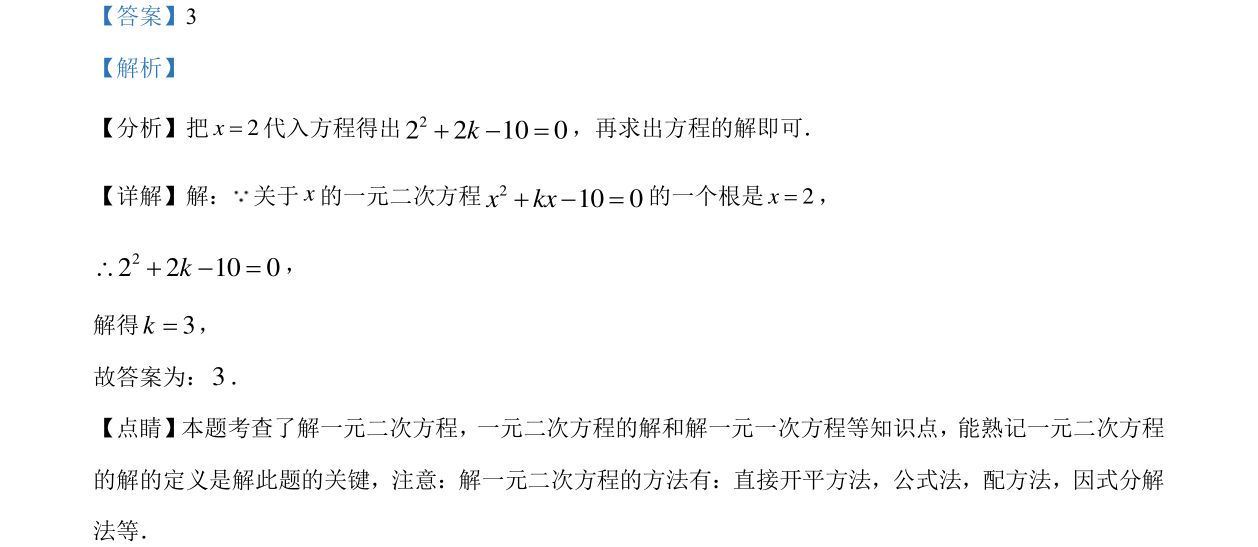 【答案】3
【解析】
【分析】把 x = 2 代入方程得出 2² + 2k − 10 = 0，再求出方程的解即可．
【详解】解：∵关于 x 的一元二次方程 x² + kx − 10 = 0 的一个根是 x = 2，
∴2² + 2k − 10 = 0，
解得 k = 3，
故答案为：3．
【点睛】本题考查了解一元二次方程，一元二次方程的解和解一元一次方程等知识点，能熟记一元二次方程
的解的定义是解此题的关键，注意：解一元二次方程的方法有：直接开平方法，公式法，配方法，因式分解
法等．